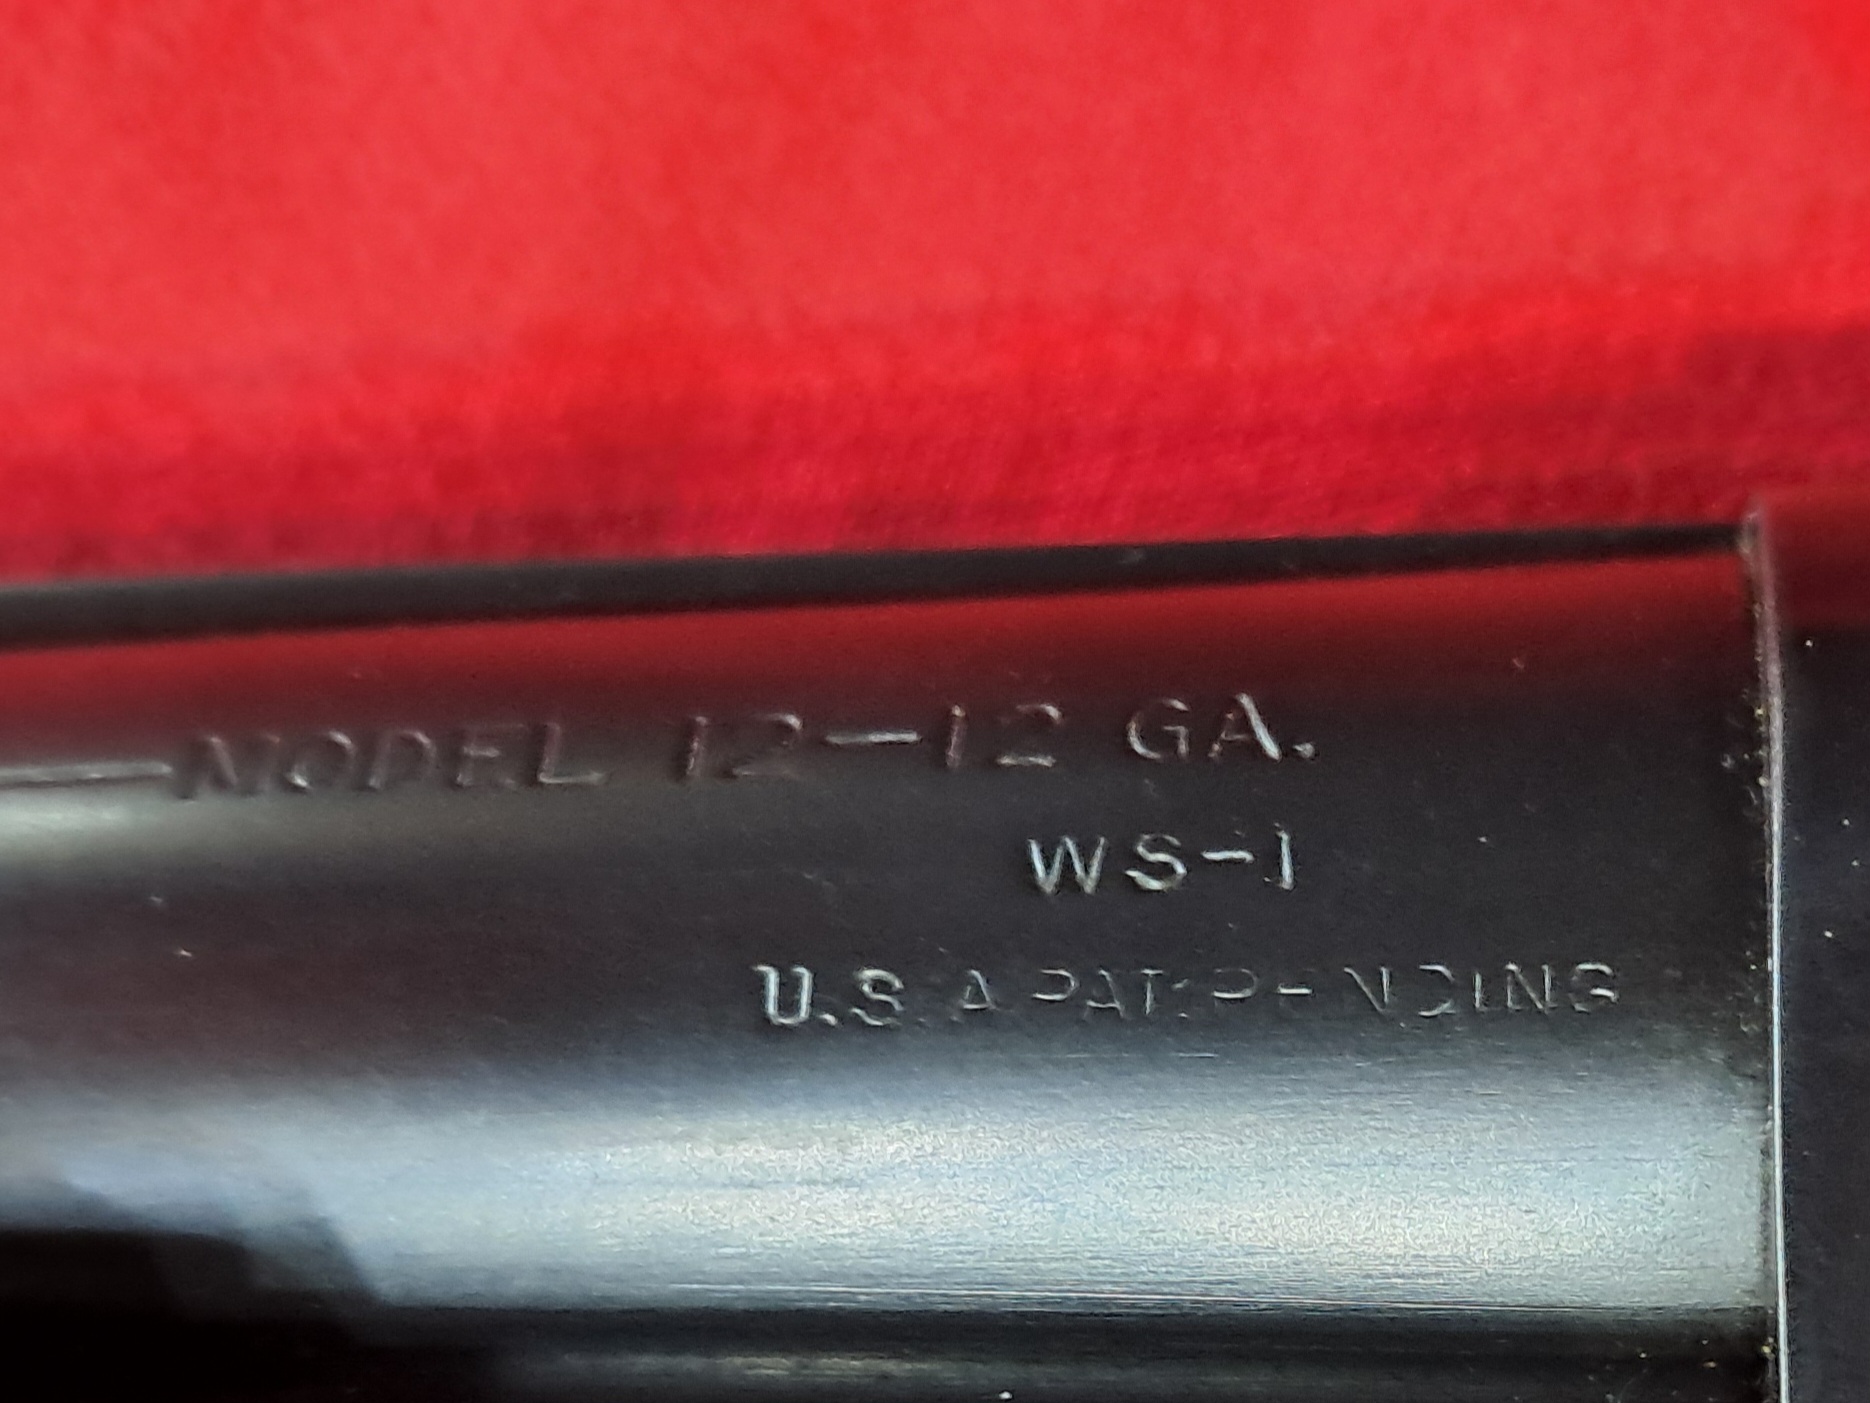 —MODEL 12—12 GA.
WS-1
U.S.A. PAT. PENDING